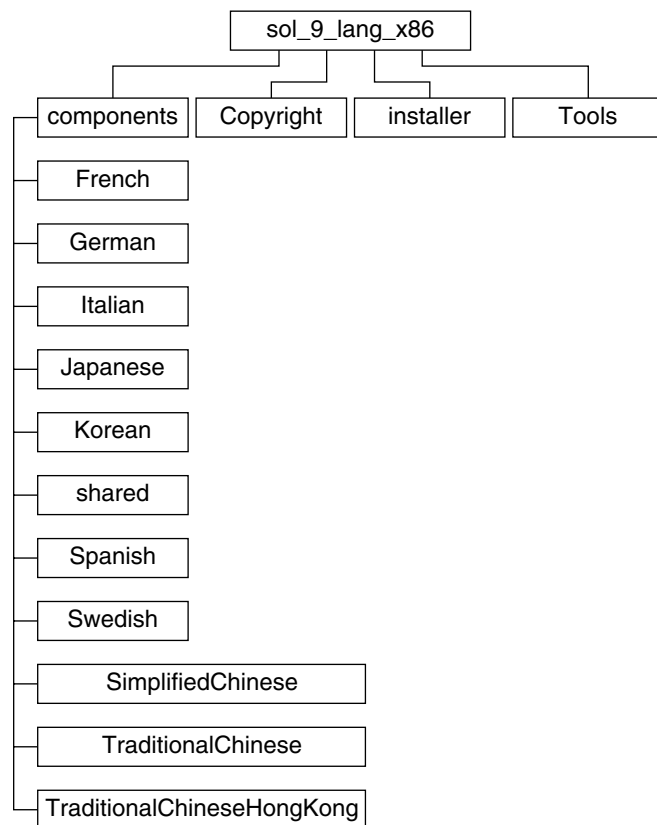 sol_9_lang_x86
components
Copyright
installer
Tools
French
German
Italian
Japanese
Korean
shared
Spanish
Swedish
SimplifiedChinese
TraditionalChinese
TraditionalChineseHongKong